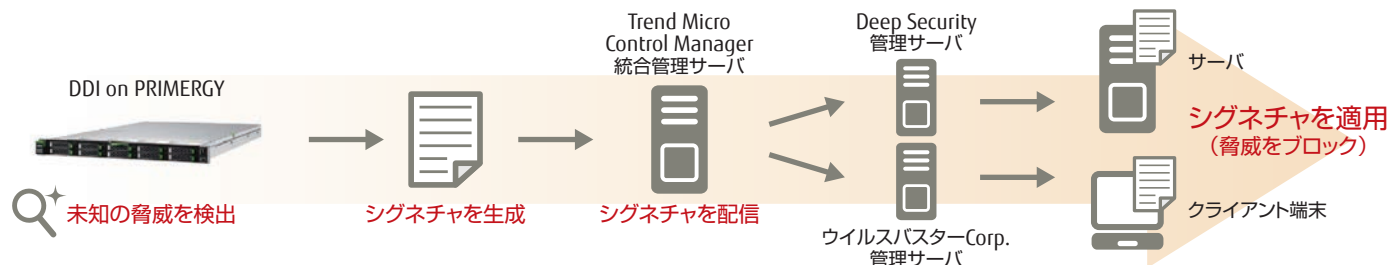 DDI on PRIMERGY
未知の脅威を検出
シグネチャを生成
Trend Micro
Control Manager
統合管理サーバ
シグネチャを配信
Deep Security
管理サーバ
ウイルスバスターCorp.
管理サーバ
サーバ
シグネチャを適用
（脅威をブロック）
クライアント端末